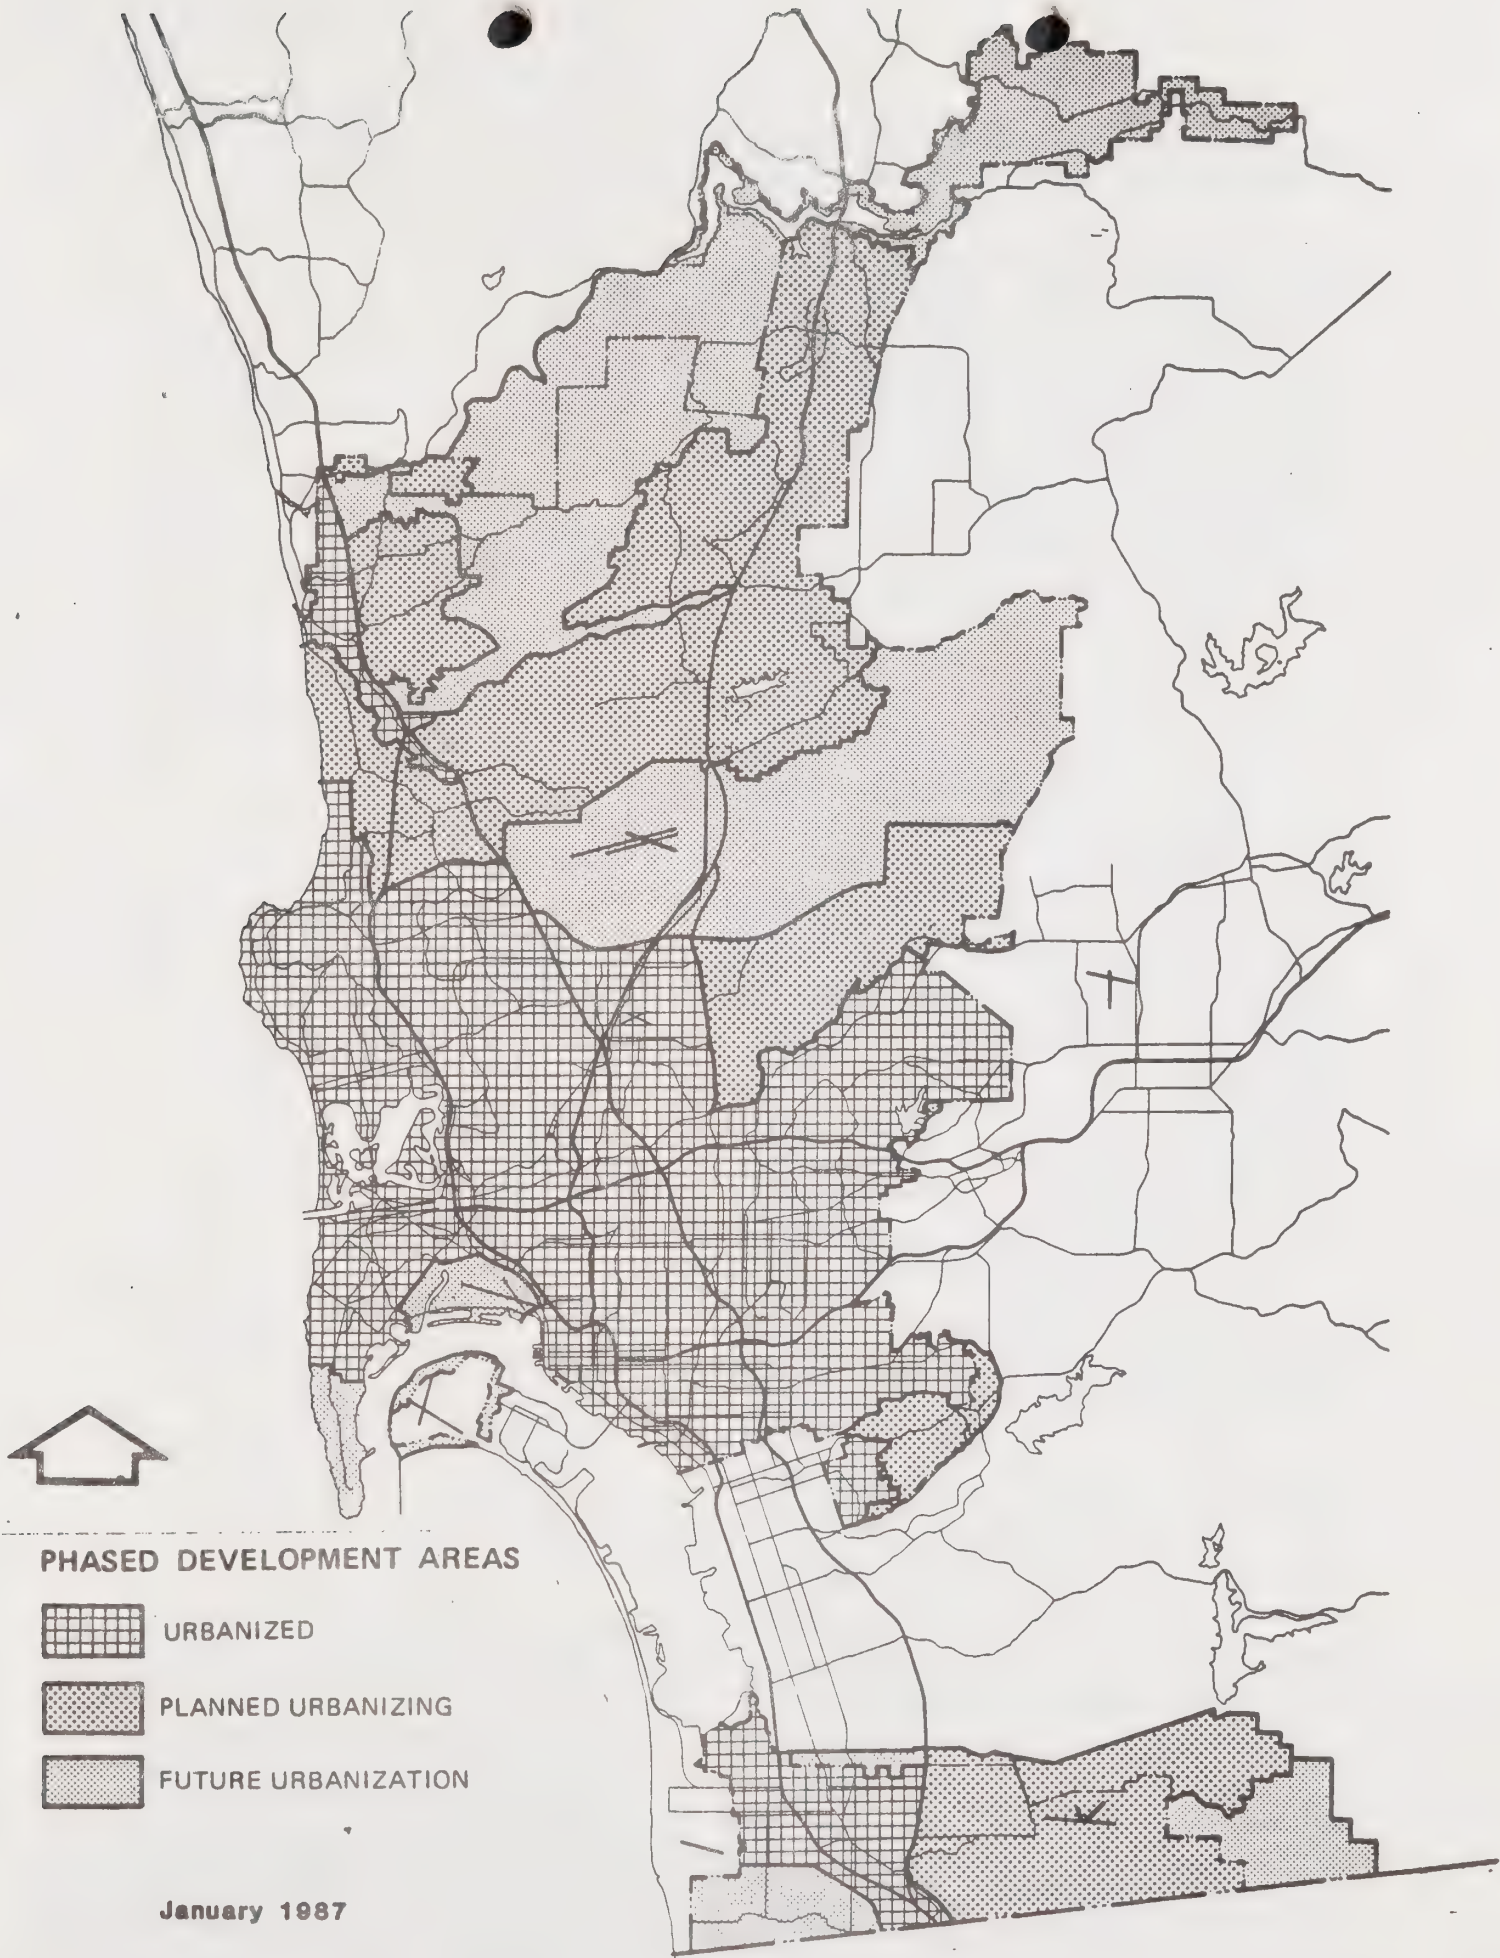 PHASED DEVELOPMENT AREAS
URBANIZED
PLANNED URBANIZING
FUTURE URBANIZATION
January 1987